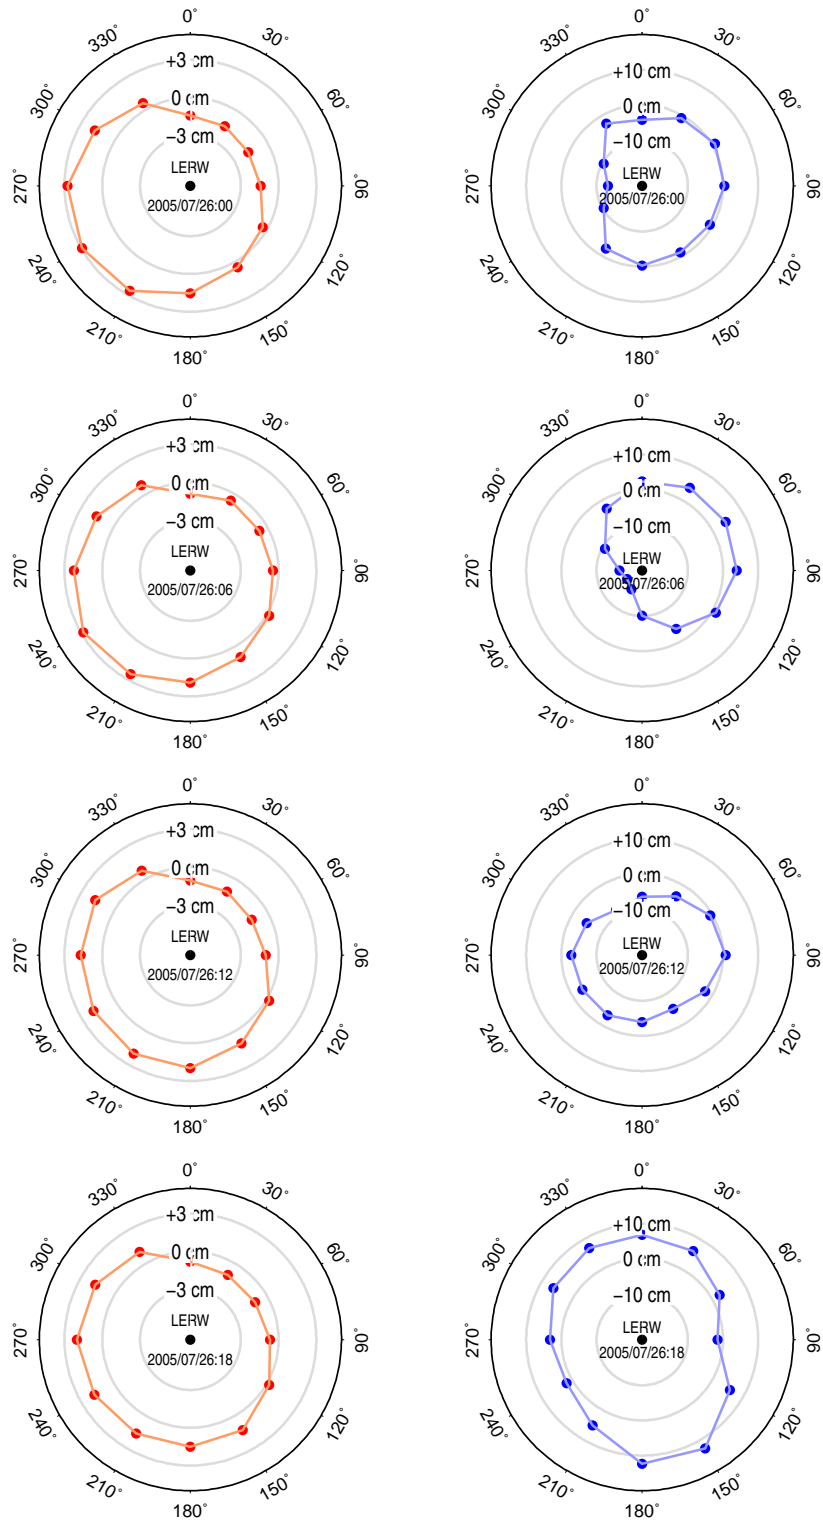 0° 0°
330° 30° 330° 30°
+3 cm +10 cm
300° 60° 300° 60°
0 cm 0 cm
−3 cm −10 cm
LERW LERW
270° 90° 270° 90°
2005/07/26:00 2005/07/26:00
240° 120° 240° 120°
210° 150° 210° 150°
180° 180°
0° 0°
330° 30° 330° 30°
+3 cm +10 cm
300° 60° 300° 60°
0 cm 0 cm
−3 cm −10 cm
LERW LERW
270° 90° 270° 90°
2005/07/26:06 2005/07/26:06
240° 120° 240° 120°
210° 150° 210° 150°
180° 180°
0° 0°
330° 30° 330° 30°
+3 cm +10 cm
300° 60° 300° 60°
0 cm 0 cm
−3 cm −10 cm
LERW LERW
270° 90° 270° 90°
2005/07/26:12 2005/07/26:12
240° 120° 240° 120°
210° 150° 210° 150°
180° 180°
0° 0°
330° 30° 330° 30°
+3 cm +10 cm
300° 60° 300° 60°
0 cm 0 cm
−3 cm −10 cm
LERW LERW
270° 90° 270° 90°
2005/07/26:18 2005/07/26:18
240° 120° 240° 120°
210° 150° 210° 150°
180° 180°